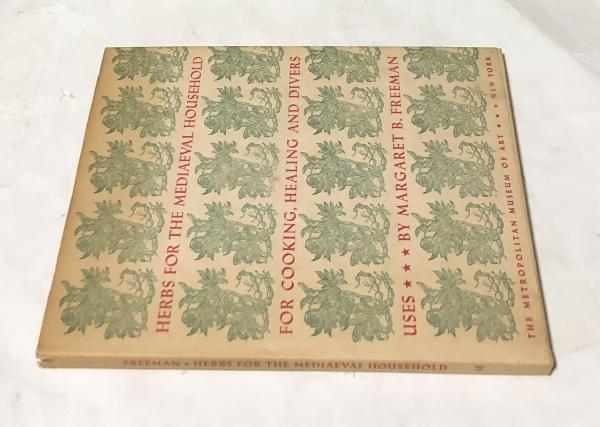 HERBS FOR THE MEDIAEVAL HOUSEHOLD
FOR COOKING, HEALING AND DIVERS
USES ★ ★ ★ BY MARGARET B. FREEMAN
THE METROPOLITAN MUSEUM OF ART ★ ★ ★ NEW YORK
FREEMAN • HERBS FOR THE MEDIAEVAL HOUSEHOLD